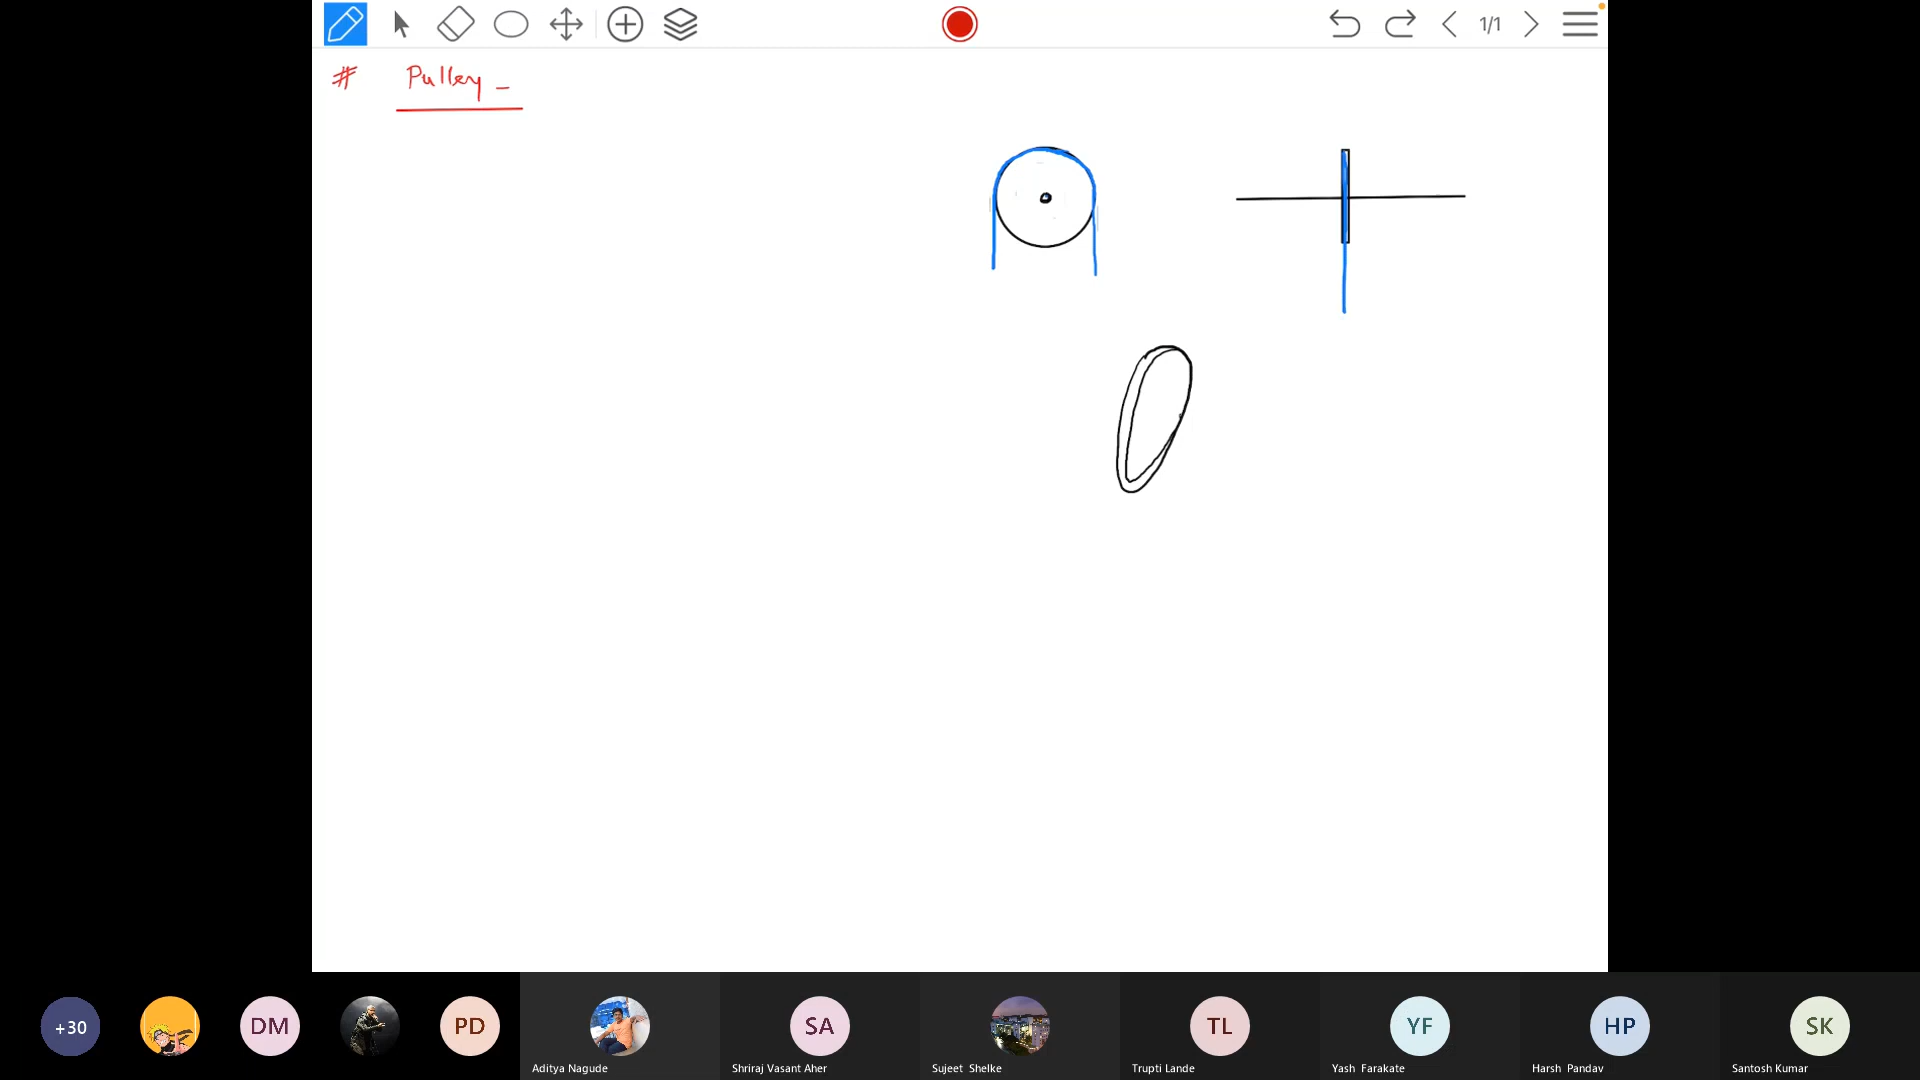 1/1
# Pulley -
+30
DM
PD
SA
TL
YF
HP
SK
Aditya Nagude
Shriraj Vasant Aher
Sujeet Shelke
Trupti Lande
Yash Farakate
Harsh Pandav
Santosh Kumar